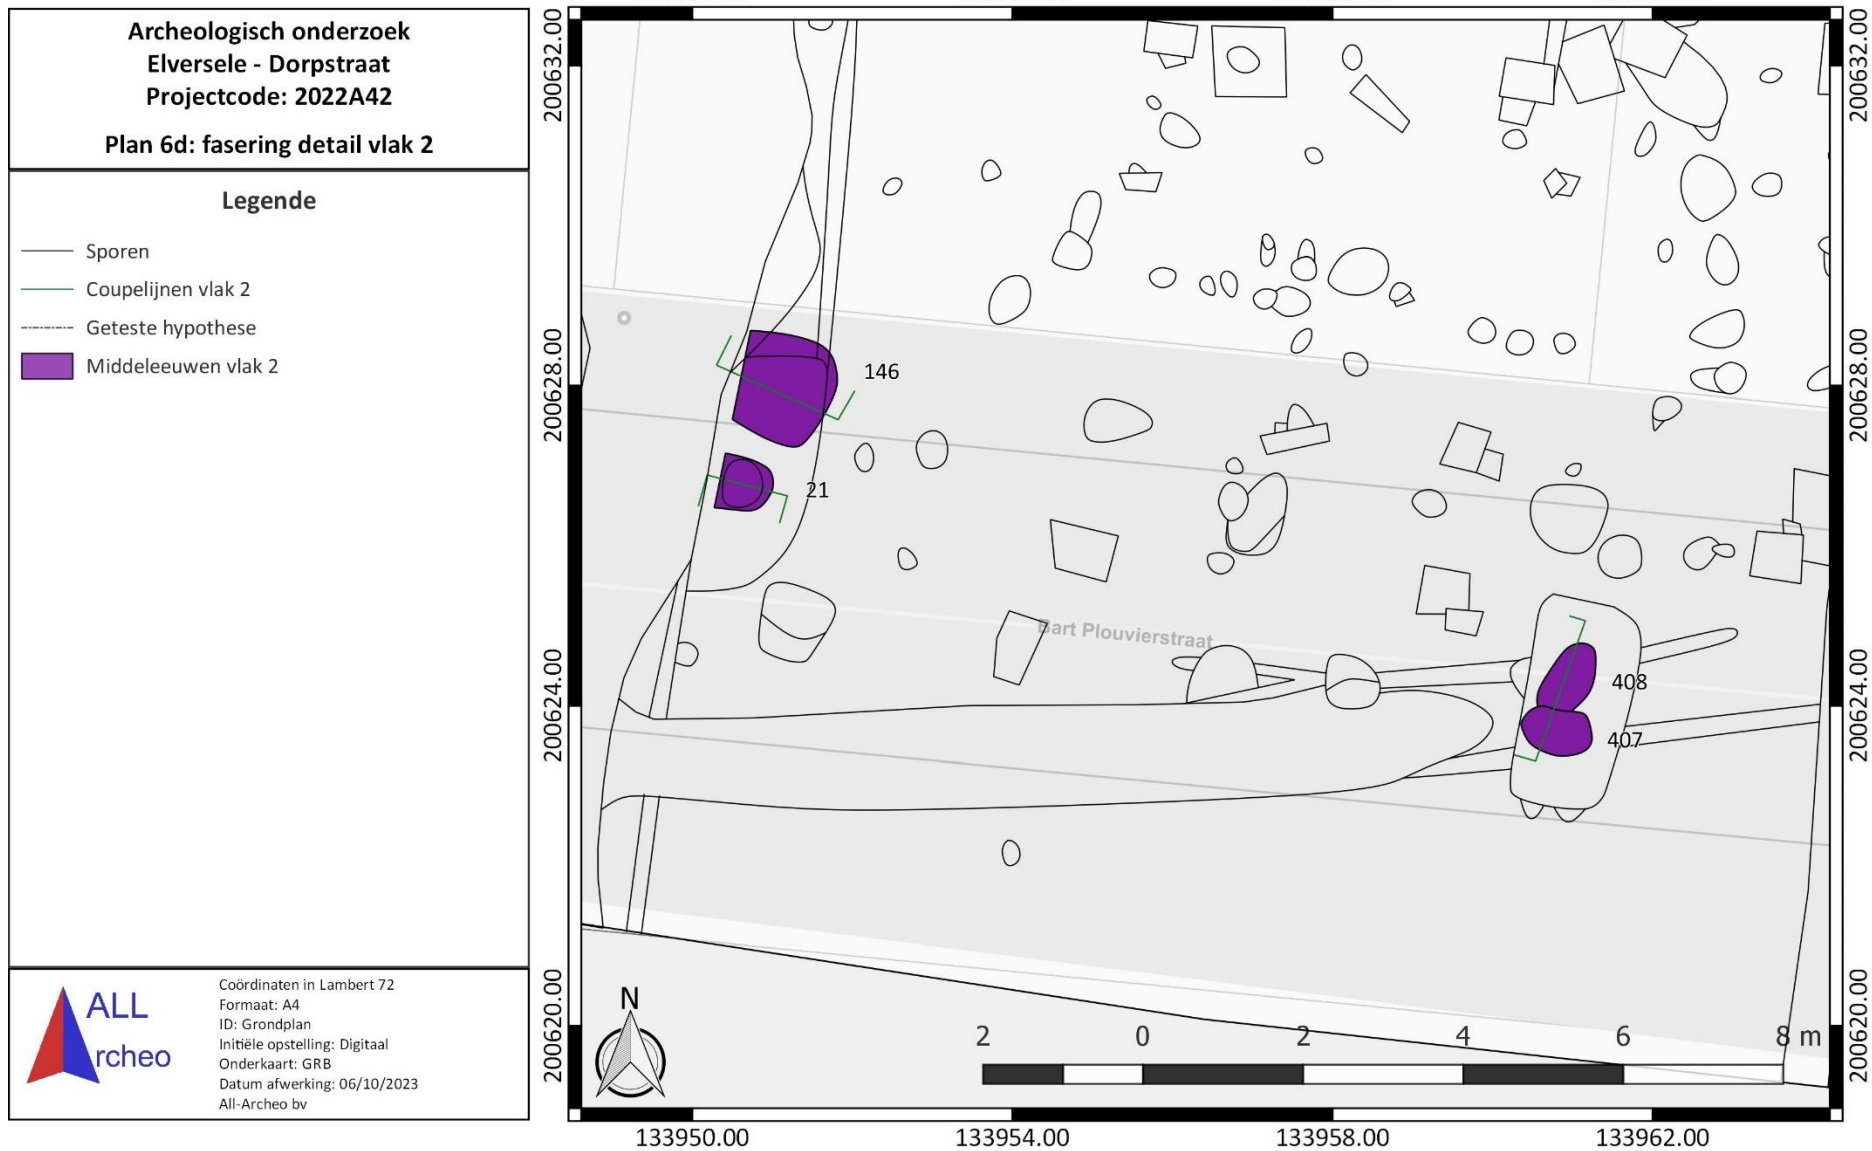 Archeologisch onderzoek
Elversele - Dorpstraat
Projectcode: 2022A42
Plan 6d: fasering detail vlak 2
Legende
Sporen
Coupelijnen vlak 2
Geteste hypothese
Middeleeuwen vlak 2
ALL
rcheo
Coördinaten in Lambert 72
Formaat: A4
ID: Grondplan
Initiële opstelling: Digitaal
Onderkaart: GRB
Datum afwerking: 06/10/2023
All-Archeo bv
200632.00
200628.00
200624.00
200620.00
146
21
Bart Plouvierstraat
408
407
N
2 0 2 4 6 8 m
200632.00
200628.00
200624.00
200620.00
133950.00 133954.00 133958.00 133962.00